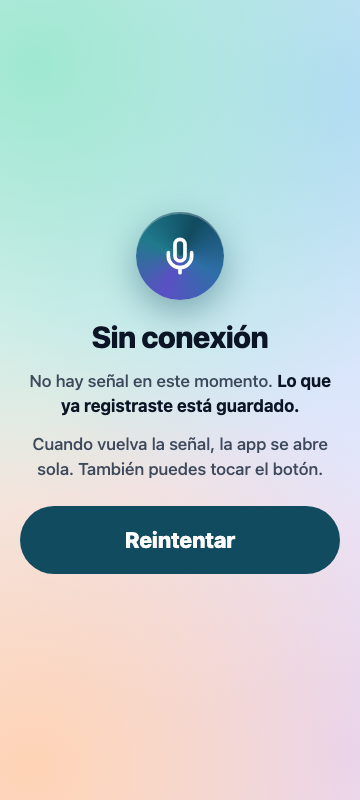 Sin conexión
No hay señal en este momento. Lo que
ya registraste está guardado.
Cuando vuelva la señal, la app se abre
sola. También puedes tocar el botón.
Reintentar